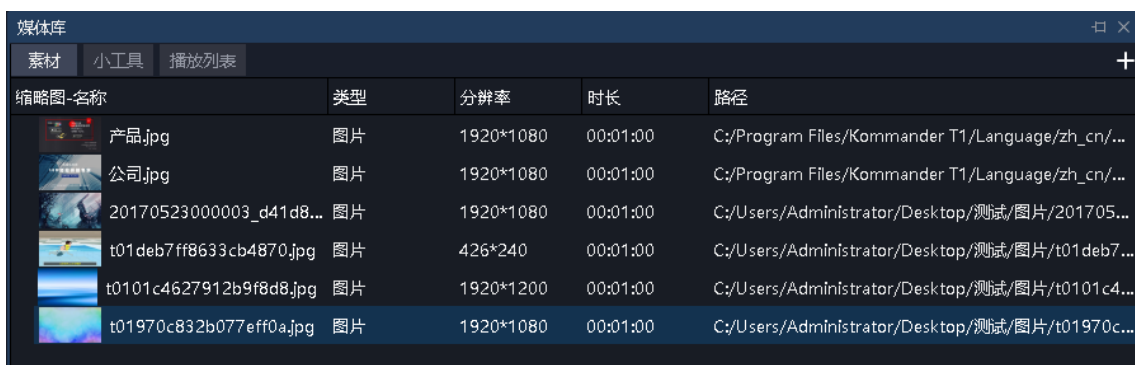 媒体库
素材 小工具 播放列表
缩略图-名称 类型 分辨率 时长 路径
产品.jpg 图片 1920*1080 00:01:00 C:/Program Files/Kommander T1/Language/zh_cn/...
公司.jpg 图片 1920*1080 00:01:00 C:/Program Files/Kommander T1/Language/zh_cn/...
20170523000003_d41d8... 图片 1920*1080 00:01:00 C:/Users/Administrator/Desktop/测试/图片/201705...
t01deb7ff8633cb4870.jpg 图片 426*240 00:01:00 C:/Users/Administrator/Desktop/测试/图片/t01deb7...
t0101c4627912b9f8d8.jpg 图片 1920*1200 00:01:00 C:/Users/Administrator/Desktop/测试/图片/t0101c4...
t01970c832b077eff0a.jpg 图片 1920*1080 00:01:00 C:/Users/Administrator/Desktop/测试/图片/t01970c...